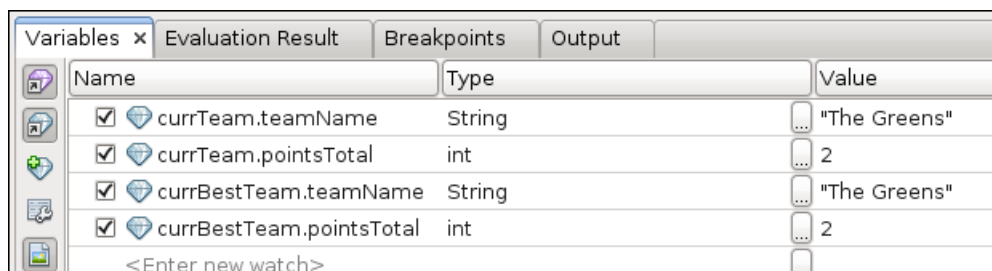 Variables x Evaluation Result Breakpoints Output
Name Type Value
currTeam.teamName String ... "The Greens"
currTeam.pointsTotal int ... 2
currBestTeam.teamName String ... "The Greens"
currBestTeam.pointsTotal int ... 2
<Enter new watch>